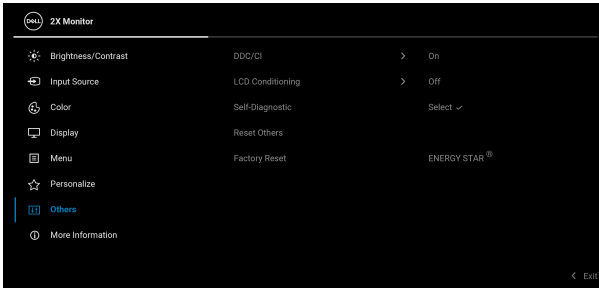 DELL 2X Monitor
Brightness/Contrast DDC/CI On
Input Source LCD Conditioning Off
Color Self-Diagnostic Select
Display Reset Others
Menu Factory Reset ENERGY STAR ®
Personalize
Others
More Information
Exit